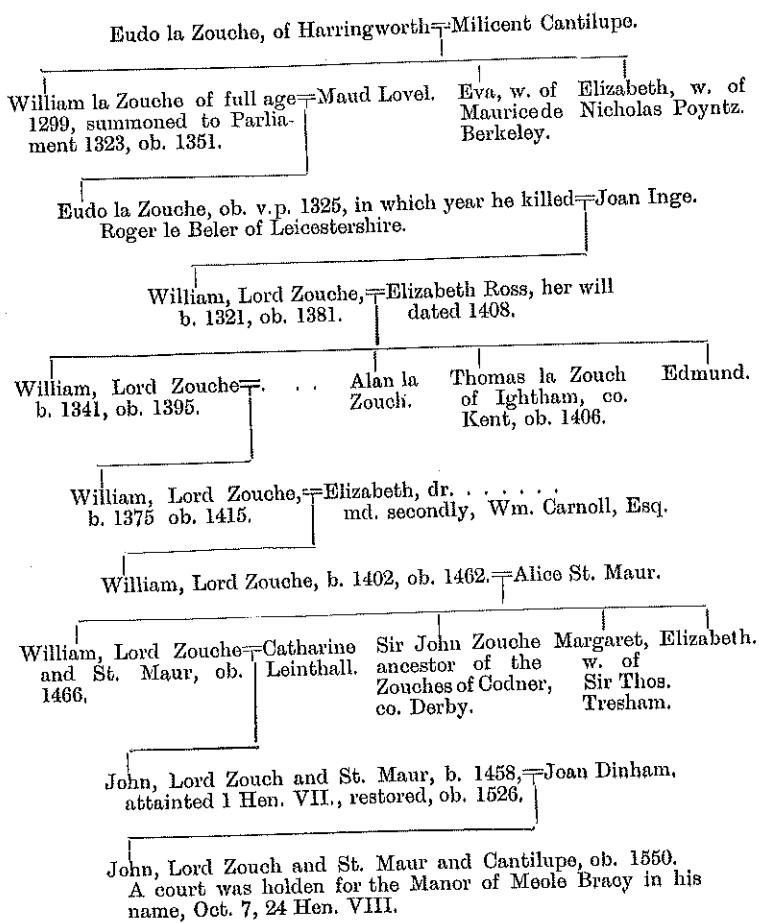 Eudo la Zouche, of Harringworth=Milicent Cantilupe.
William la Zouche of full age=Maud Lovel.
1299, summoned to Parlia-
ment 1323, ob. 1351.
Eva, w. of
Maurice de
Berkeley.
Elizabeth, w. of
Nicholas Poyntz.
Eudo la Zouche, ob. v.p. 1325, in which year he killed=Joan Inge.
Roger le Beler of Leicestershire.
William, Lord Zouche,=Elizabeth Ross, her will
b. 1321, ob. 1381. dated 1408.
William, Lord Zouche=. . .
b. 1341, ob. 1395.
Alan la
Zouch.
Thomas la Zouch
of Ightham, co.
Kent, ob. 1406.
Edmund.
William, Lord Zouche,=Elizabeth, dr. . . . . . .
b. 1375 ob. 1415. md. secondly, Wm. Carnoll, Esq.
William, Lord Zouche, b. 1402, ob. 1462.=Alice St. Maur.
William, Lord Zouche=Catharine
and St. Maur, ob. Leinthall.
1466.
Sir John Zouche
ancestor of the
Zouches of Codner,
co. Derby.
Margaret,
w. of
Sir Thos.
Tresham.
Elizabeth.
John, Lord Zouch and St. Maur, b. 1458,=Joan Dinham.
attainted 1 Hen. VII., restored, ob. 1526.
John, Lord Zouch and St. Maur and Cantilupe, ob. 1550.
A court was holden for the Manor of Meole Bracy in his
name, Oct. 7, 24 Hen. VIII.